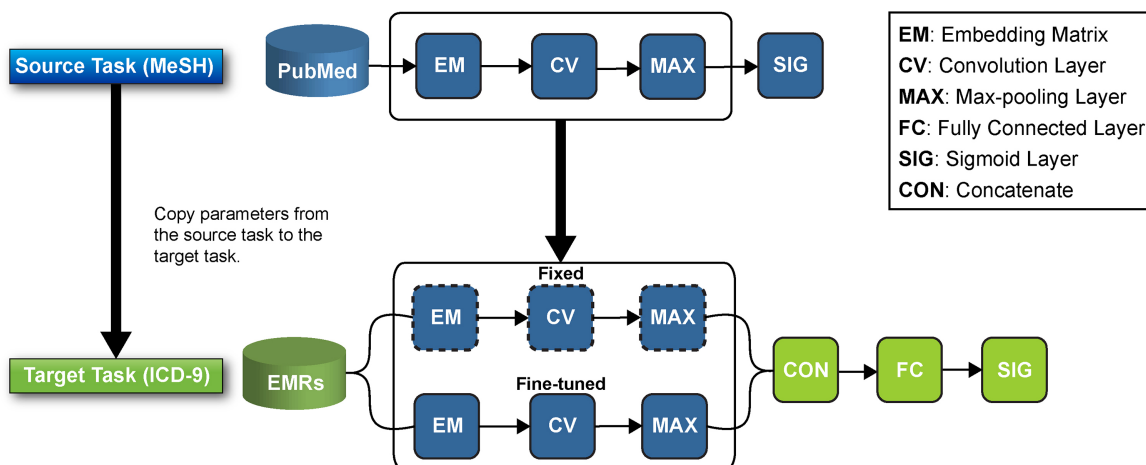 Source Task (MeSH)
PubMed
EM
CV
MAX
SIG
EM: Embedding Matrix
CV: Convolution Layer
MAX: Max-pooling Layer
FC: Fully Connected Layer
SIG: Sigmoid Layer
CON: Concatenate
Copy parameters from
the source task to the
target task.
Fixed
EM
CV
MAX
Target Task (ICD-9)
EMRs
CON
FC
SIG
Fine-tuned
EM
CV
MAX